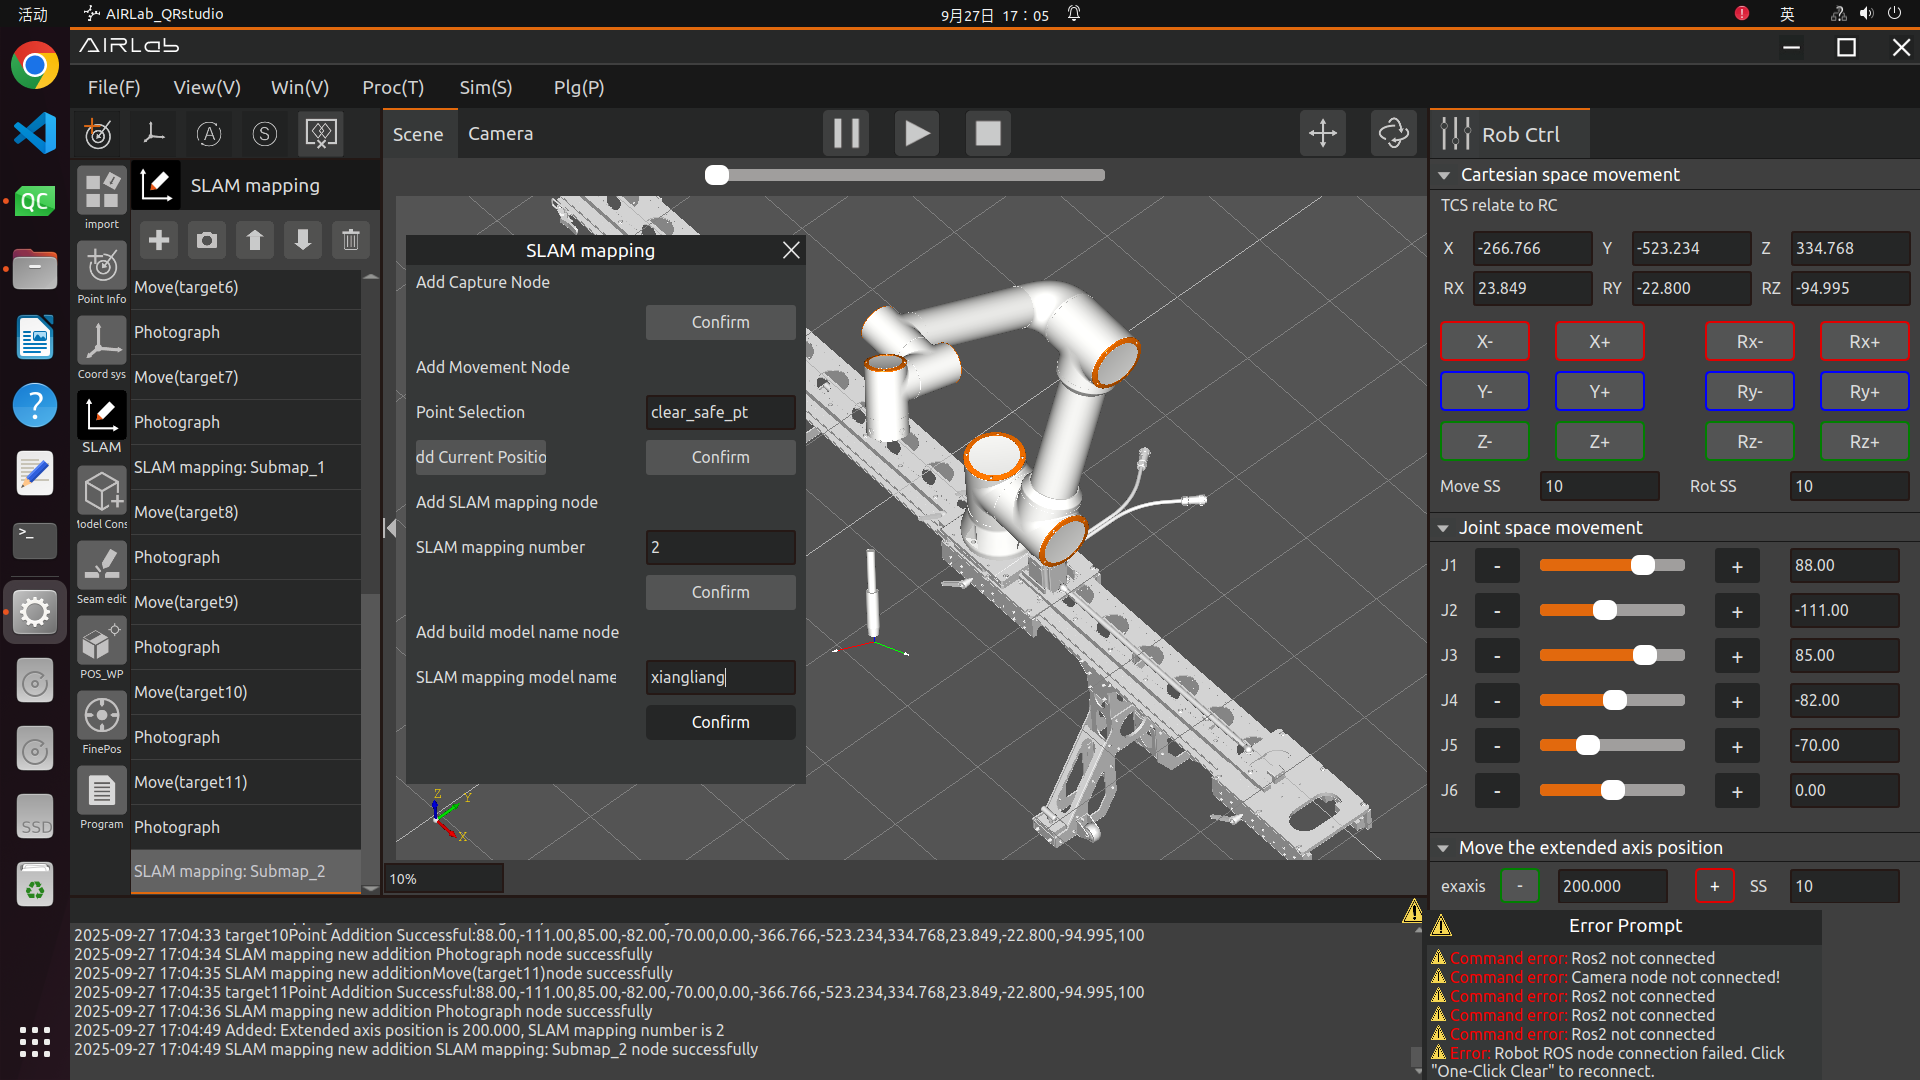 活动
AIRLab_QRstudio
9月27日 17：05
英
AIRLab
File(F)
View(V)
Win(V)
Proc(T)
Sim(S)
Plg(P)
Scene
Camera
Rob Ctrl
import
Point Info
Coord sys
SLAM
Model Cons
Seam edit
POS_WP
FinePos
Program
SSD
SLAM mapping
Move(target6)
Photograph
Move(target7)
Photograph
SLAM mapping: Submap_1
Move(target8)
Photograph
Move(target9)
Photograph
Move(target10)
Photograph
Move(target11)
Photograph
SLAM mapping: Submap_2
SLAM mapping
Add Capture Node
Confirm
Add Movement Node
Point Selection
clear_safe_pt
dd Current Positio
Confirm
Add SLAM mapping node
SLAM mapping number
2
Confirm
Add build model name node
SLAM mapping model name
xiangliang
Confirm
Z
Y
X
10%
Cartesian space movement
TCS relate to RC
X -266.766 Y -523.234 Z 334.768
RX 23.849 RY -22.800 RZ -94.995
X- X+ Rx- Rx+
Y- Y+ Ry- Ry+
Z- Z+ Rz- Rz+
Move SS 10 Rot SS 10
Joint space movement
J1 - + 88.00
J2 - + -111.00
J3 - + 85.00
J4 - + -82.00
J5 - + -70.00
J6 - + 0.00
Move the extended axis position
exaxis - 200.000 + SS 10
2025-09-27 17:04:33 target10Point Addition Successful:88.00,-111.00,85.00,-82.00,-70.00,0.00,-366.766,-523.234,334.768,23.849,-22.800,-94.995,100
2025-09-27 17:04:34 SLAM mapping new addition Photograph node successfully
2025-09-27 17:04:35 SLAM mapping new additionMove(target11)node successfully
2025-09-27 17:04:35 target11Point Addition Successful:88.00,-111.00,85.00,-82.00,-70.00,0.00,-366.766,-523.234,334.768,23.849,-22.800,-94.995,100
2025-09-27 17:04:36 SLAM mapping new addition Photograph node successfully
2025-09-27 17:04:49 Added: Extended axis position is 200.000, SLAM mapping number is 2
2025-09-27 17:04:49 SLAM mapping new addition SLAM mapping: Submap_2 node successfully
Error Prompt
Command error: Ros2 not connected
Command error: Camera node not connected!
Command error: Ros2 not connected
Command error: Ros2 not connected
Command error: Ros2 not connected
Error: Robot ROS node connection failed. Click
"One-Click Clear" to reconnect.